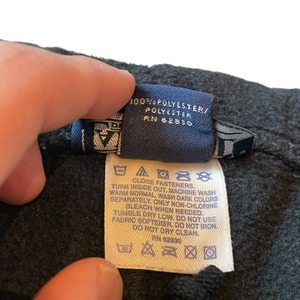 100% POLYESTER/
POLYESTER
RN 62830
CLOSE FASTENERS.
TURN INSIDE OUT. MACHINE WASH
WARM NORMAL. WASH DARK COLORS
SEPARATELY, ONLY NON-CHLORINE
BLEACH WHEN NEEDED.
TUMBLE DRY LOW. DO NOT USE
FABRIC SOFTENER. DO NOT IRON.
DO NOT DRY CLEAN.
RN 62830